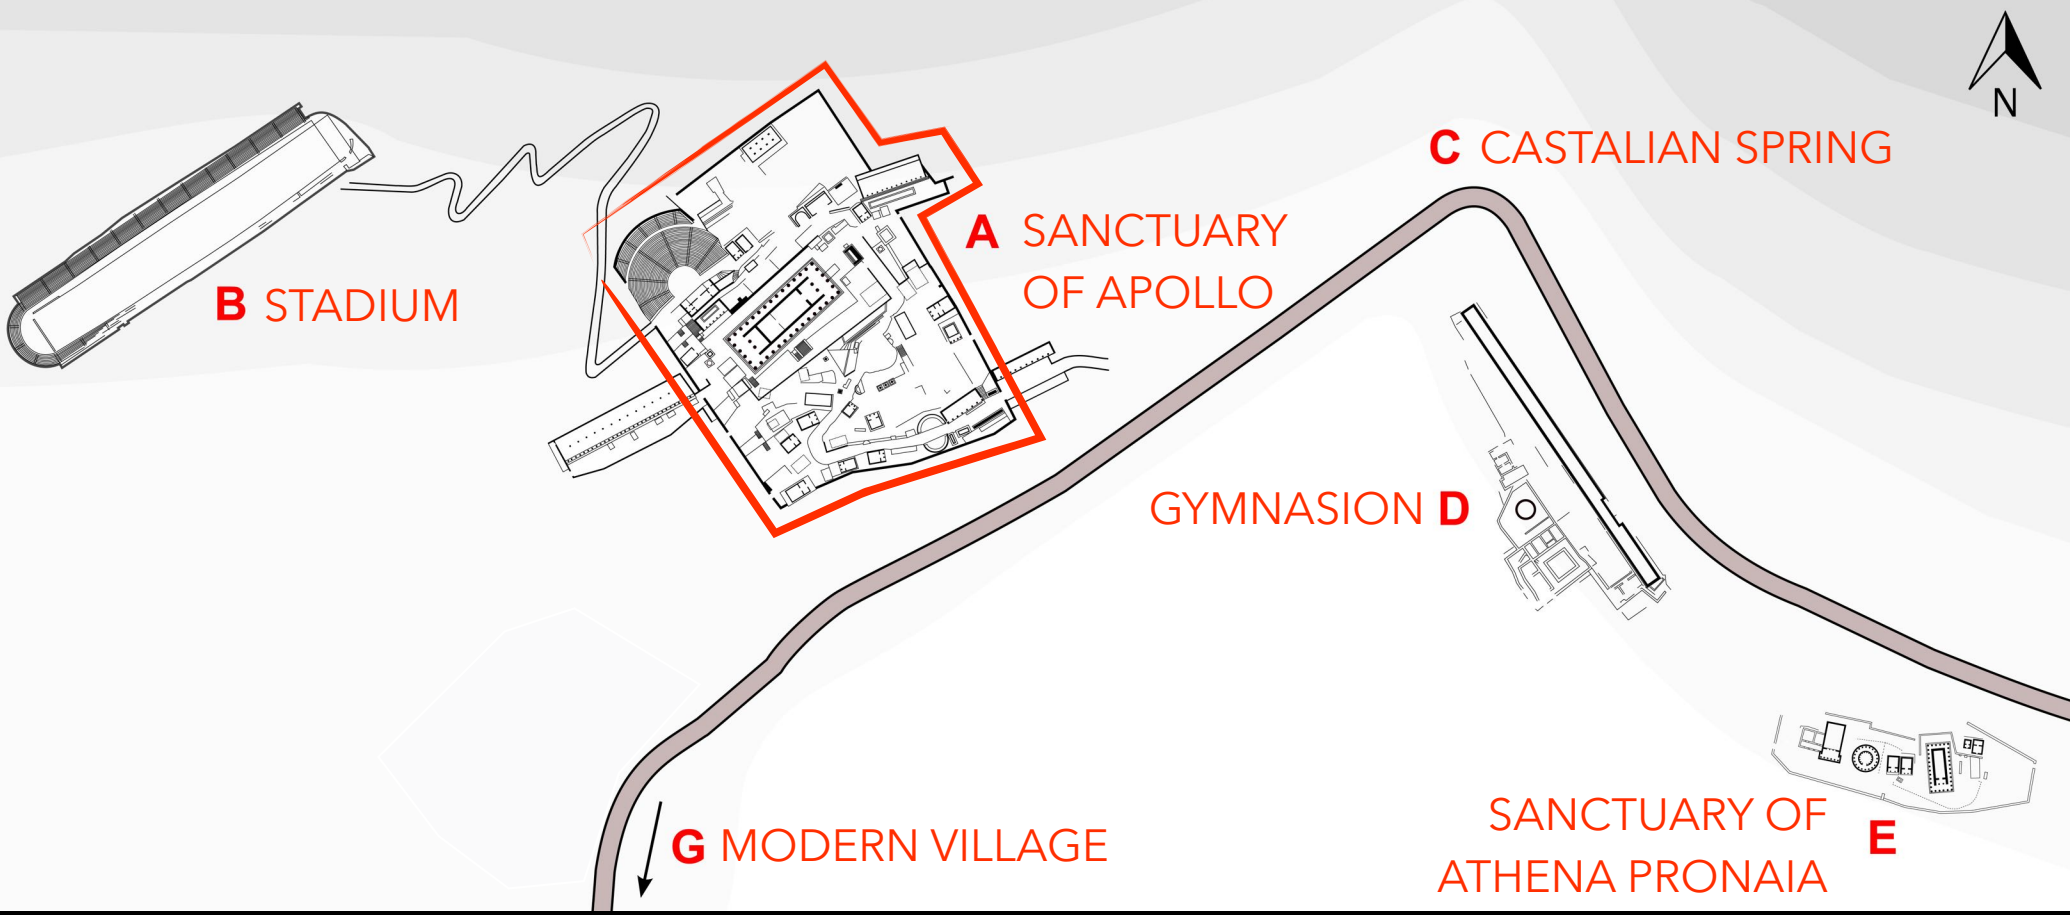 N
C CASTALIAN SPRING
A SANCTUARY
OF APOLLO
B STADIUM
GYMNASION D
G MODERN VILLAGE
SANCTUARY OF
ATHENA PRONAIA
E